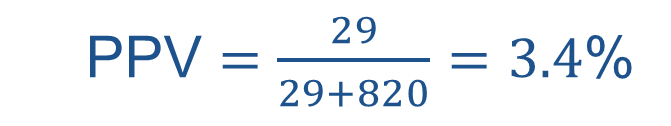 PPV = 29/29+820 = 3.4%